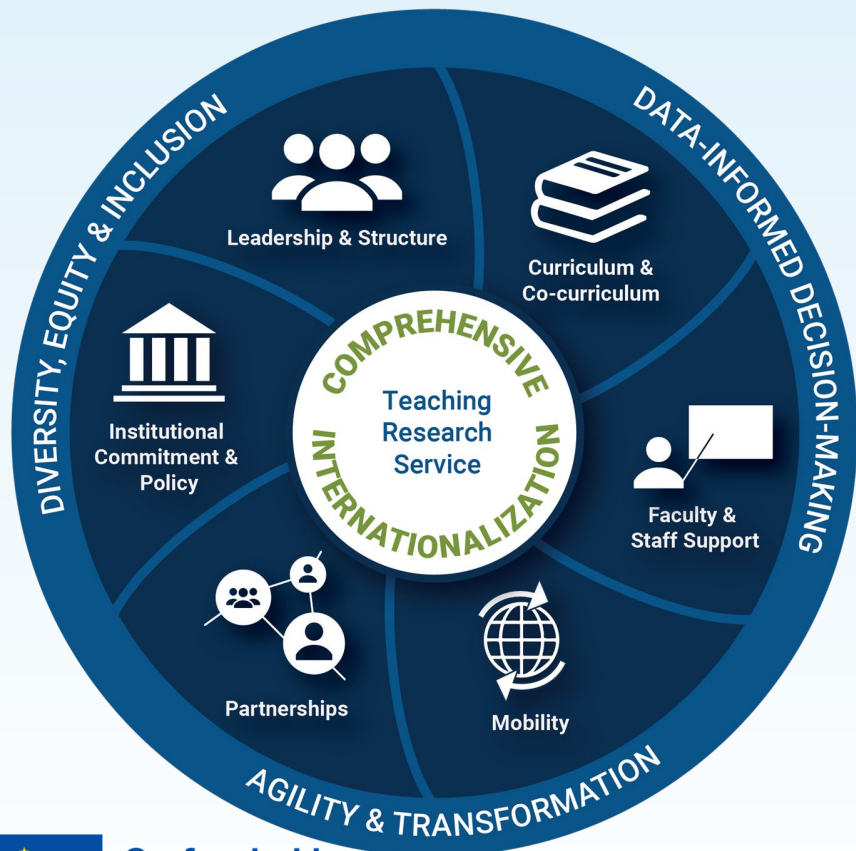 DIVERSITY, EQUITY & INCLUSION
DATA-INFORMED DECISION-MAKING
Leadership & Structure
Curriculum &
Co-curriculum
Institutional
Commitment &
Policy
COMPREHENSIVE
Teaching
Research
Service
INTERNATIONALIZATION
Faculty &
Staff Support
Partnerships
Mobility
AGILITY & TRANSFORMATION